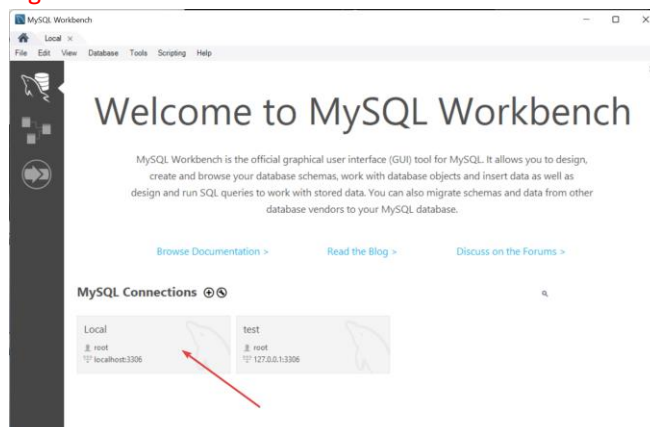 MySQL Workbench
Local
File Edit View Database Tools Scripting Help
Welcome to MySQL Workbench
MySQL Workbench is the official graphical user interface (GUI) tool for MySQL. It allows you to design,
create and browse your database schemas, work with database objects and insert data as well as
design and run SQL queries to work with stored data. You can also migrate schemas and data from other
database vendors to your MySQL database.
Browse Documentation > Read the Blog > Discuss on the Forums >
MySQL Connections
Local
root
localhost:3306
test
root
127.0.0.1:3306